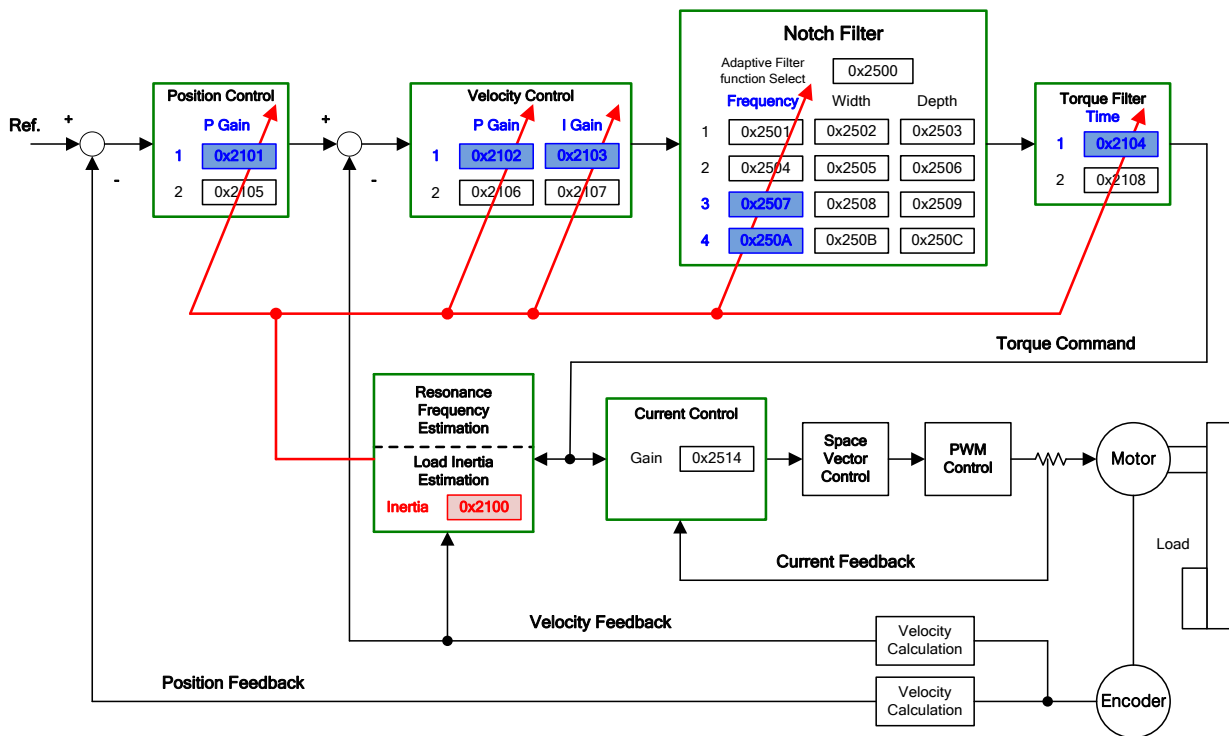 Notch Filter
Adaptive Filter
function Select
0x2500
Frequency Width Depth
1 0x2501 0x2502 0x2503
2 0x2504 0x2505 0x2506
3 0x2507 0x2508 0x2509
4 0x250A 0x250B 0x250C
Ref.
+
-
Position Control
P Gain
1 0x2101
2 0x2105
+
-
Velocity Control
P Gain I Gain
1 0x2102 0x2103
2 0x2106 0x2107
Torque Filter
Time
1 0x2104
2 0x2108
Torque Command
Resonance
Frequency
Estimation
Load Inertia
Estimation
Inertia 0x2100
Current Control
Gain 0x2514
Space
Vector
Control
PWM
Control
Motor
Load
Current Feedback
Velocity Feedback
Velocity
Calculation
Position Feedback
Velocity
Calculation
Encoder